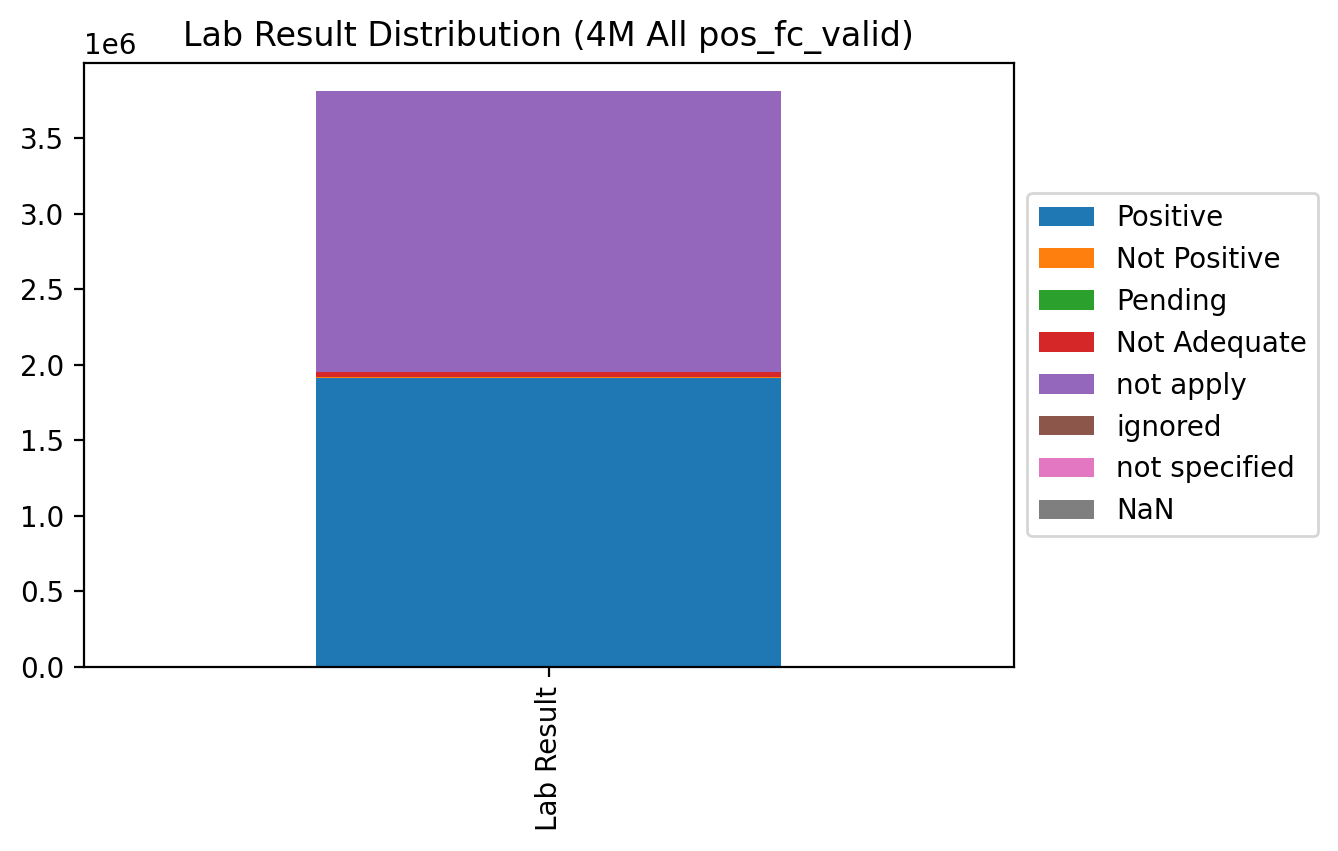 Lab Result Distribution (4M All pos_fc_valid)
1e6
3.5
3.0
2.5
2.0
1.5
1.0
0.5
0.0
Lab Result
Positive
Not Positive
Pending
Not Adequate
not apply
ignored
not specified
NaN